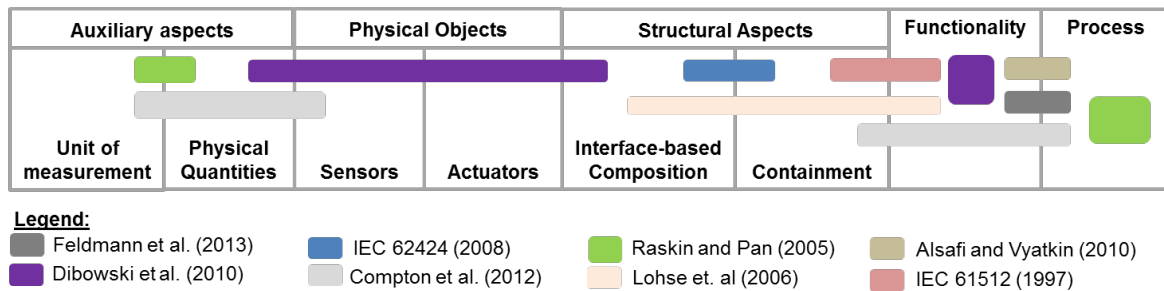 Auxiliary aspects
Physical Objects
Structural Aspects
Functionality
Process
Unit of
measurement
Physical
Quantities
Sensors
Actuators
Interface-based
Composition
Containment
Legend:
Feldmann et al. (2013)
IEC 62424 (2008)
Raskin and Pan (2005)
Alsafi and Vyatkin (2010)
Dibowski et al. (2010)
Compton et al. (2012)
Lohse et. al (2006)
IEC 61512 (1997)